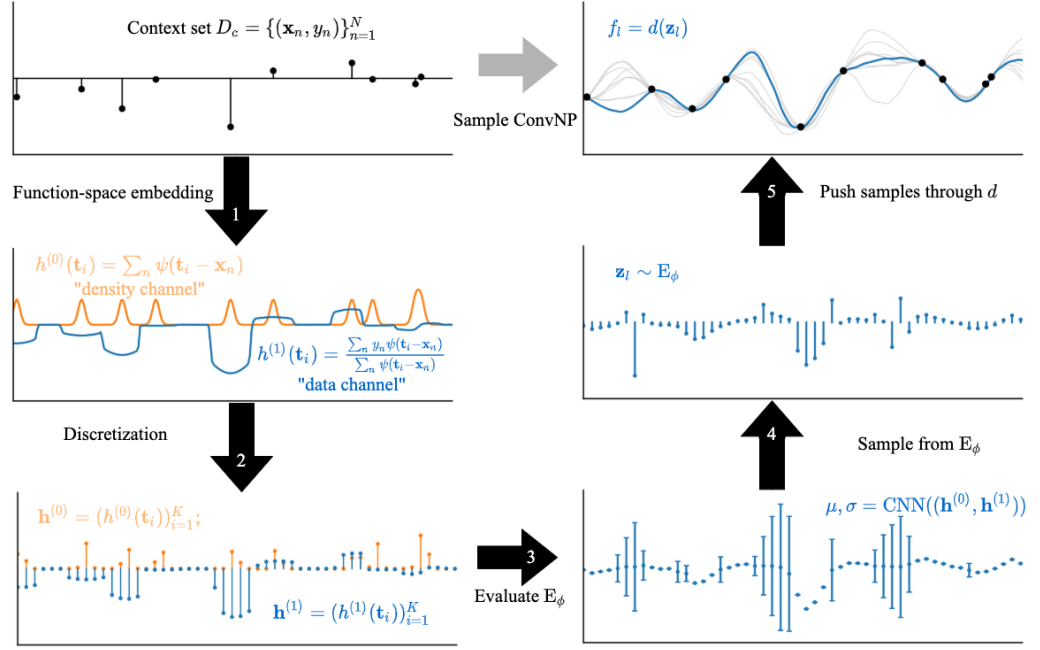 Context set $D_c = \{(\mathbf{x}_n, y_n)\}_{n=1}^{N}$
Sample ConvNP
$f_l = d(\mathbf{z}_l)$
Function-space embedding
1
$h^{(0)}(\mathbf{t}_i) = \sum_n \psi(\mathbf{t}_i - \mathbf{x}_n)$
"density channel"
$h^{(1)}(\mathbf{t}_i) = \frac{\sum_n y_n \psi(\mathbf{t}_i - \mathbf{x}_n)}{\sum_n \psi(\mathbf{t}_i - \mathbf{x}_n)}$
"data channel"
Discretization
2
$\mathbf{h}^{(0)} = (h^{(0)}(\mathbf{t}_i))_{i=1}^{K};$
$\mathbf{h}^{(1)} = (h^{(1)}(\mathbf{t}_i))_{i=1}^{K}$
3
Evaluate $\mathrm{E}_\phi$
$\mu, \sigma = \mathrm{CNN}((\mathbf{h}^{(0)}, \mathbf{h}^{(1)}))$
4
Sample from $\mathrm{E}_\phi$
$\mathbf{z}_l \sim \mathrm{E}_\phi$
5
Push samples through $d$